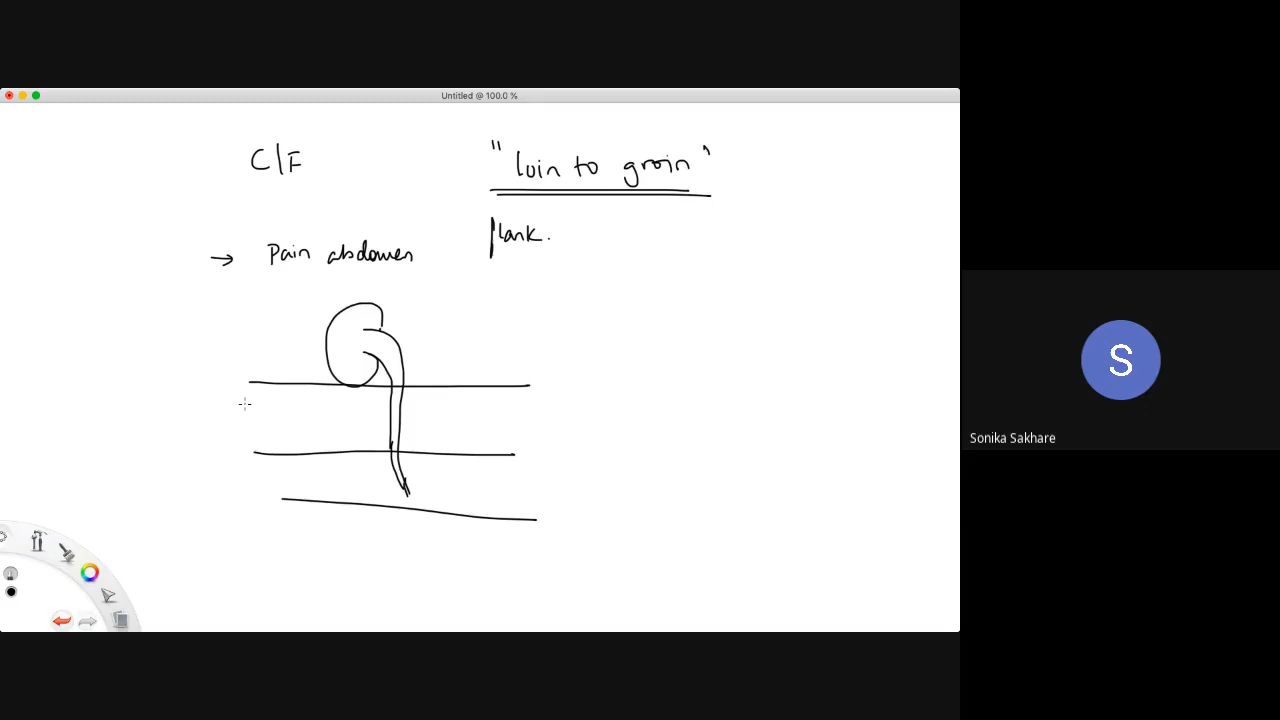 Untitled @ 100.0 %
C/F
"loin to groin"
flank.
→ Pain abdomen
S
Sonika Sakhare